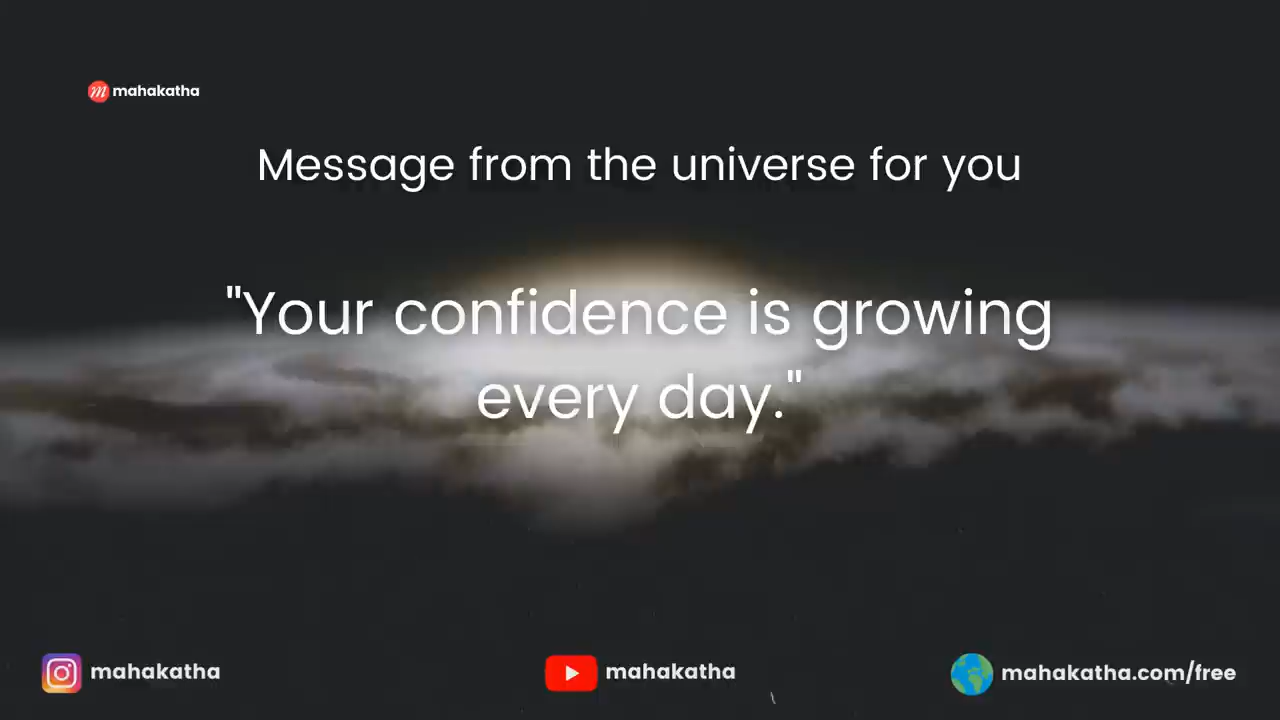 mahakatha
Message from the universe for you
"Your confidence is growing
every day."
mahakatha
mahakatha
mahakatha.com/free